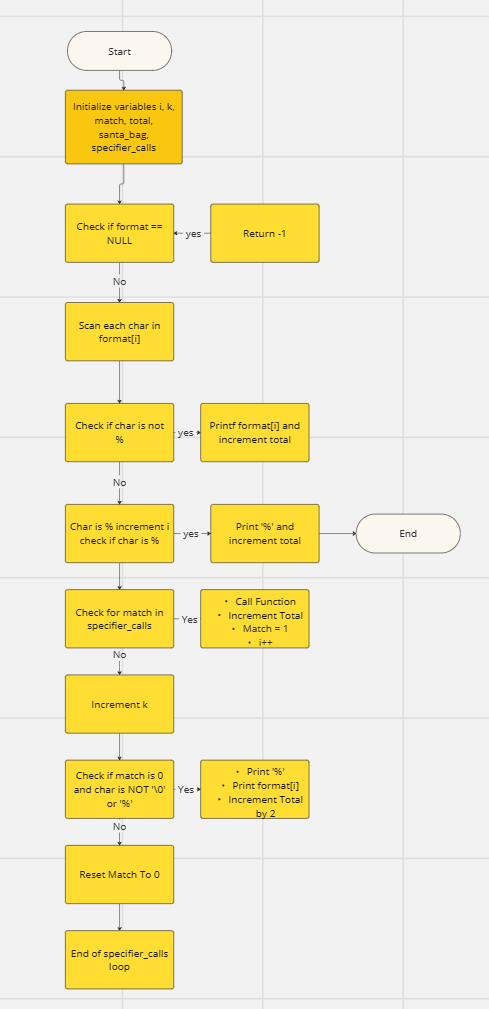 Start
Initialize variables i, k,
match, total,
santa_bag,
specifier_calls
Check if format ==
NULL
yes
Return -1
No
Scan each char in
format[i]
Check if char is not
%
yes
Printf format[i] and
increment total
No
Char is % increment i
check if char is %
yes
Print '%' and
increment total
End
Check for match in
specifier_calls
Yes
• Call Function
• Increment Total
• Match = 1
• i++
No
Increment k
Check if match is 0
and char is NOT '\0'
or '%'
Yes
• Print '%'
• Print format[i]
• Increment Total
by 2
No
Reset Match To 0
End of specifier_calls
loop